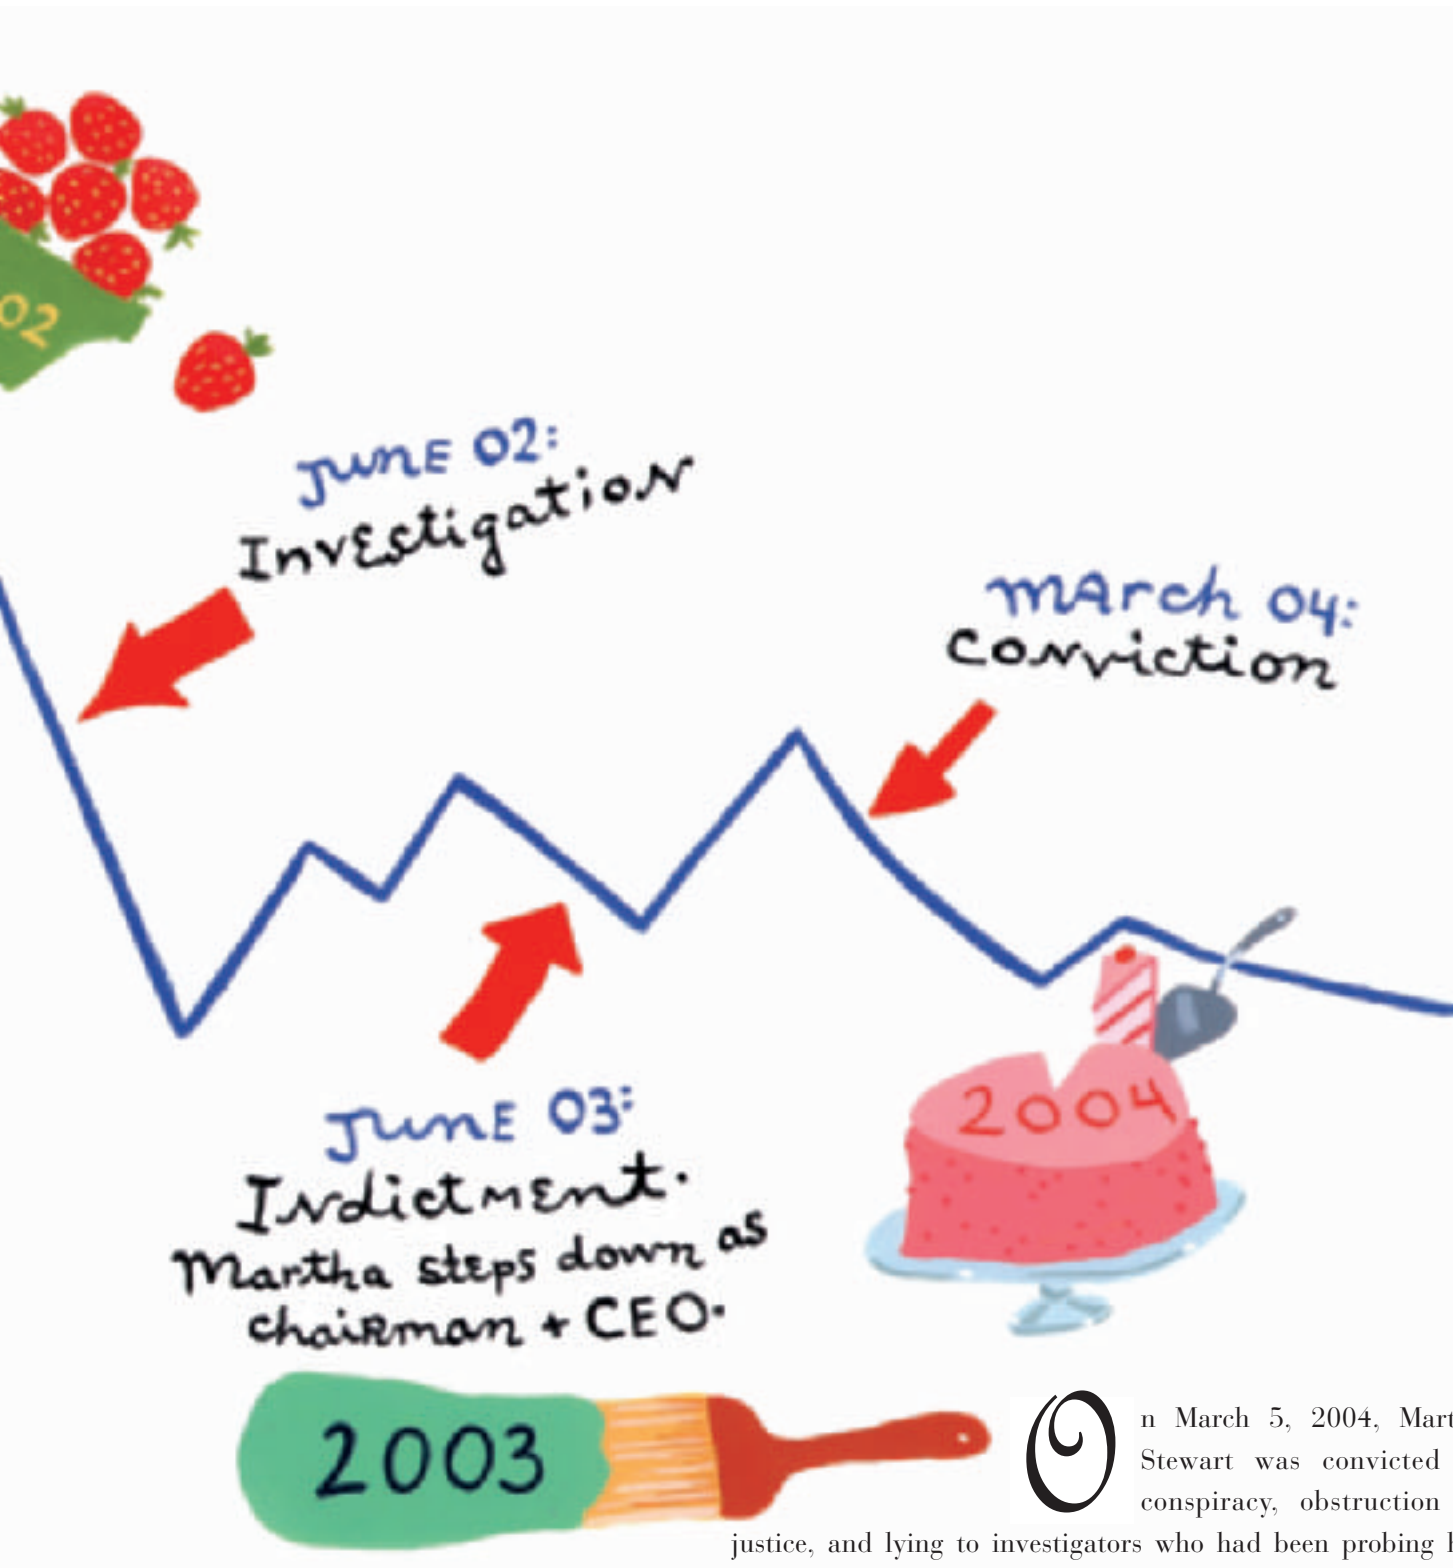 02
JUNE 02:
Investigation
MARCH 04:
Conviction
2004
JUNE 03:
Indictment.
Martha steps down as
chairman + CEO.
2003
On March 5, 2004,
Stewart was convicted
conspiracy, obstruction
justice, and lying to investigators who had been probing